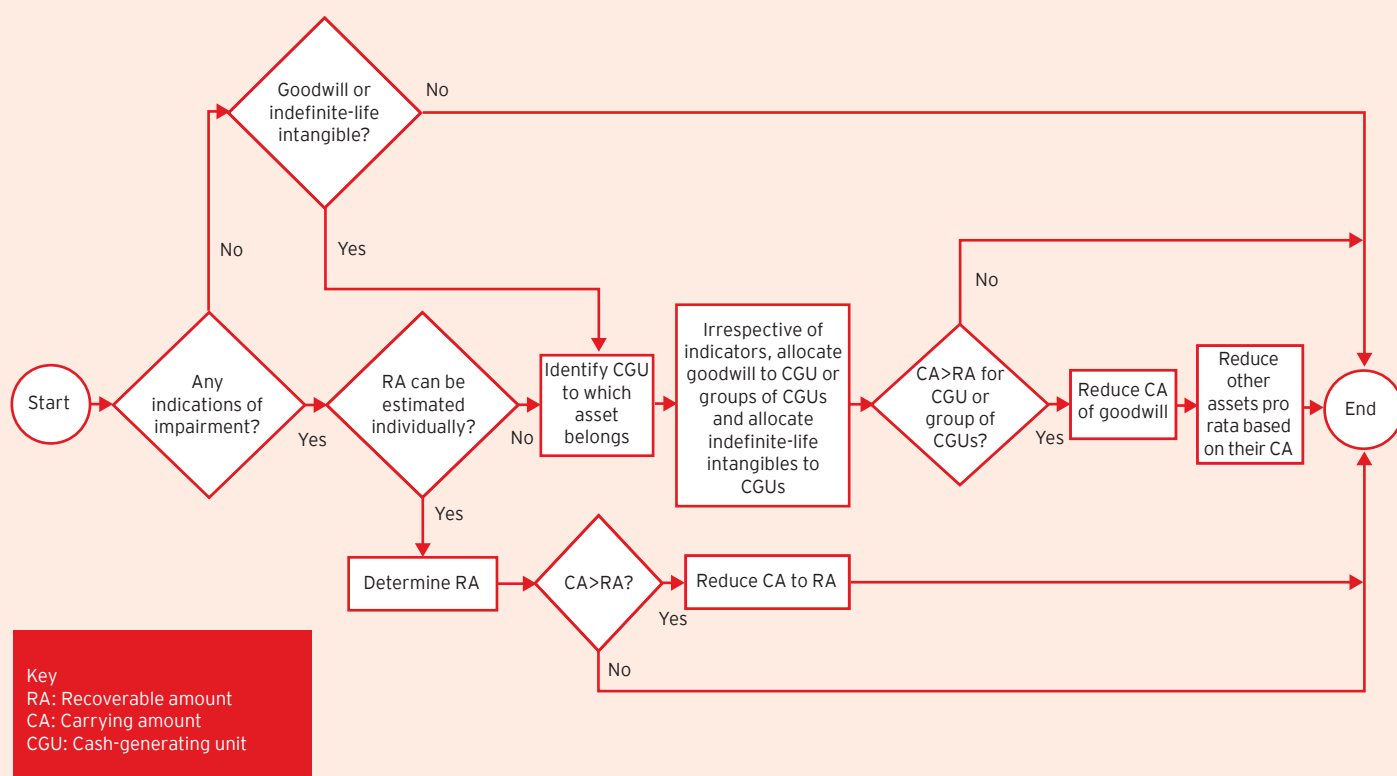 Goodwill or
indefinite-life
intangible?
No
No
Yes
Start
Any
indications of
impairment?
Yes
RA can be
estimated
individually?
No
Yes
Identify CGU
to which
asset
belongs
Irrespective of
indicators, allocate
goodwill to CGU or
groups of CGUs
and allocate
indefinite-life
intangibles to
CGUs
CA>RA for
CGU or
group of
CGUs?
No
Yes
Reduce CA
of goodwill
Reduce
other
assets pro
rata based
on their CA
End
Determine RA
CA>RA?
Yes
No
Reduce CA to RA
Key
RA: Recoverable amount
CA: Carrying amount
CGU: Cash-generating unit